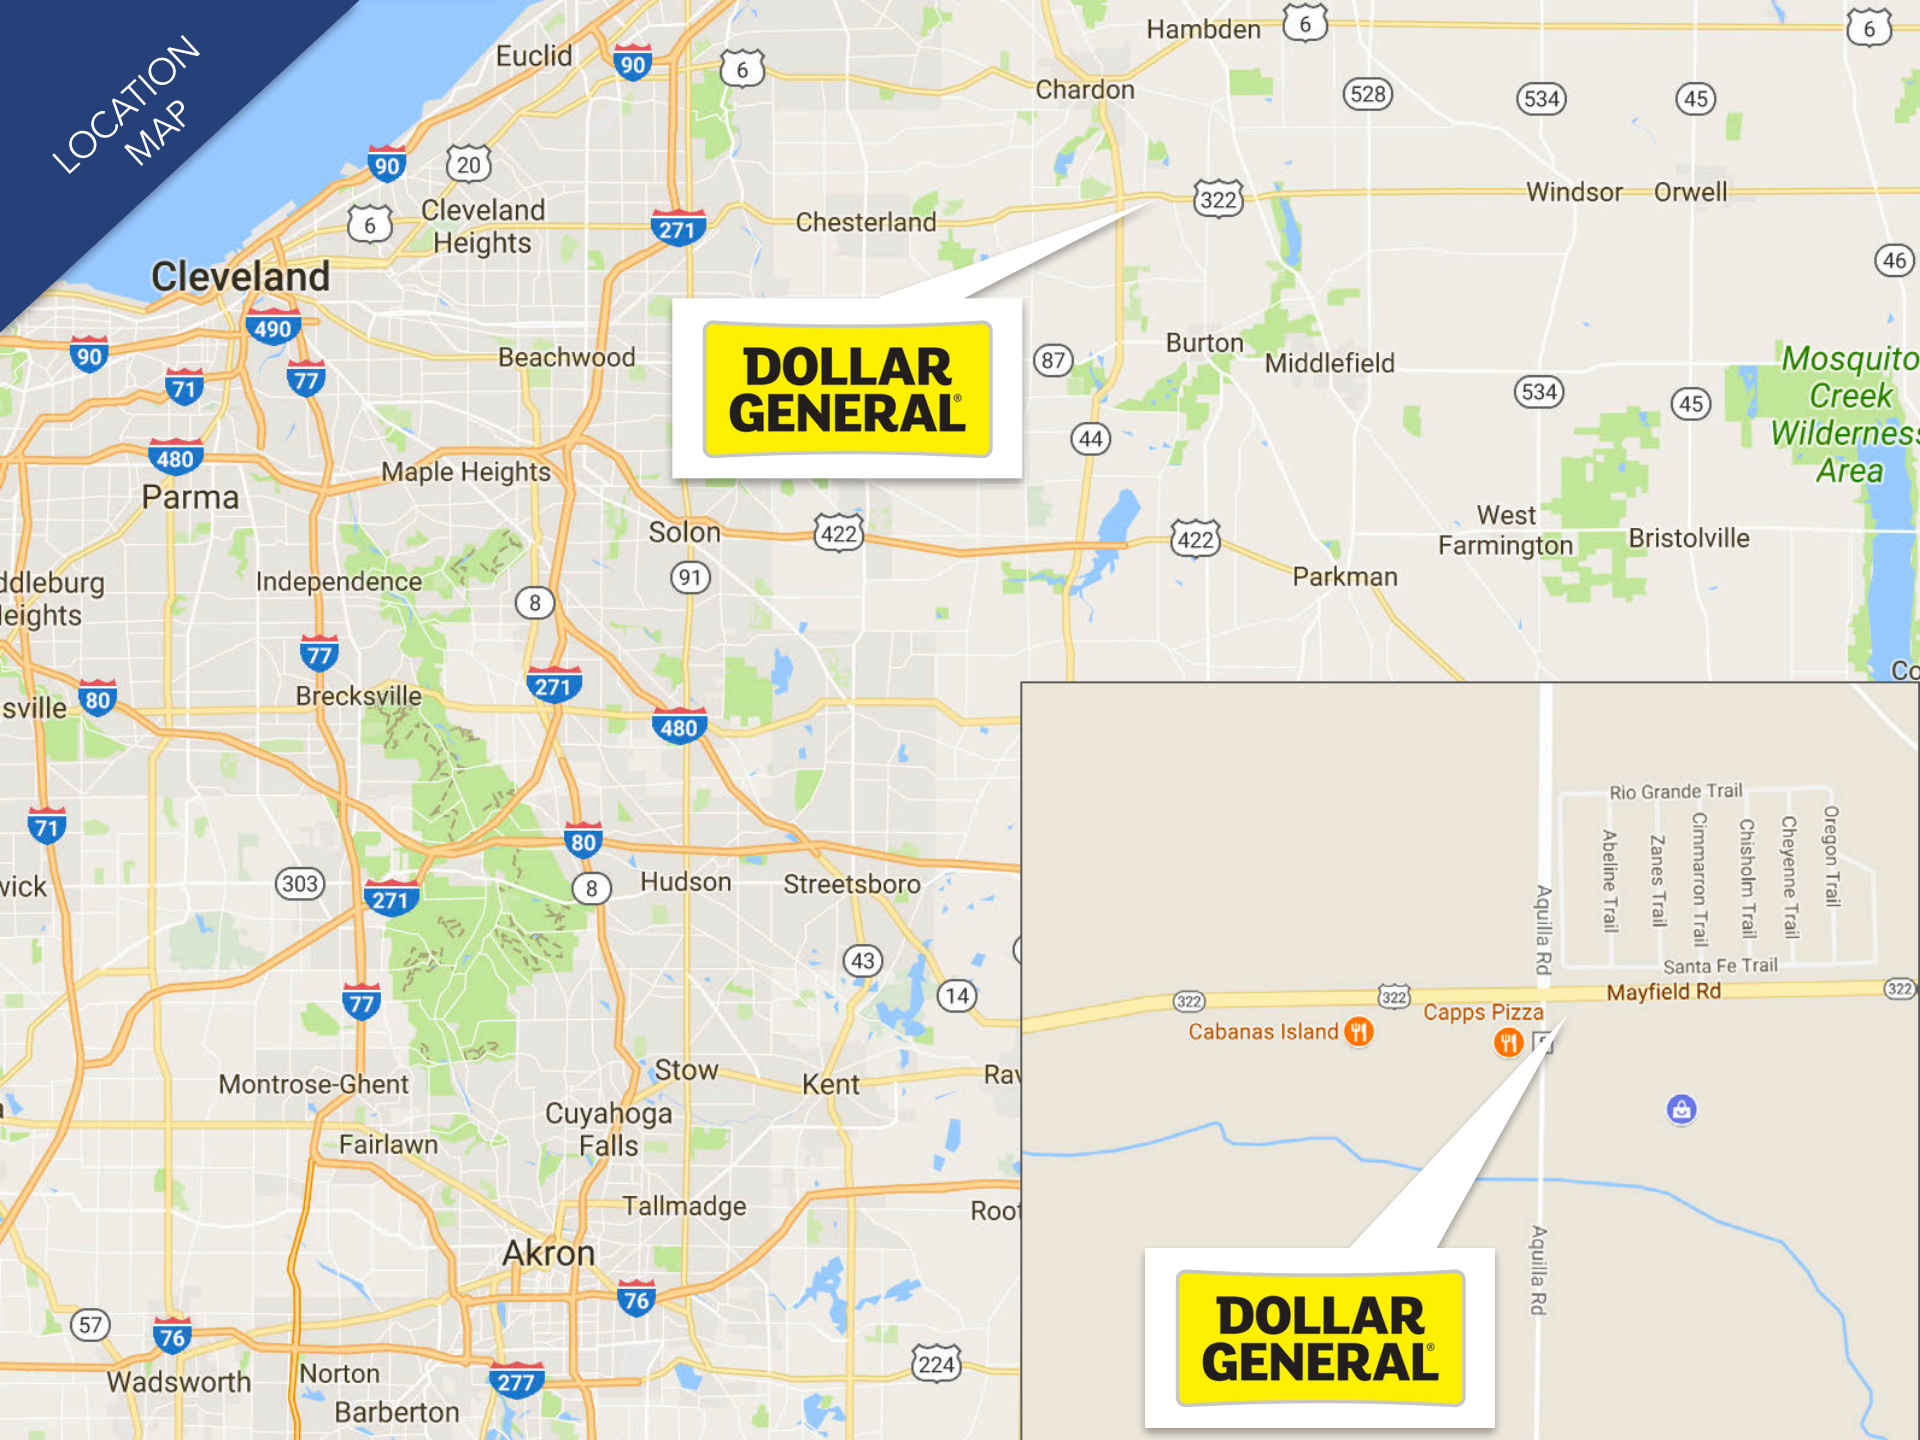 LOCATION
MAP
Euclid
90
6
Hambden
6
6
Chardon
528
534
45
90
20
6
Cleveland
Heights
271
Chesterland
322
Windsor
Orwell
46
Cleveland
490
90
71
77
Beachwood
DOLLAR
GENERAL®
87
Burton
Middlefield
534
45
Mosquito
Creek
Wilderness
Area
44
480
Parma
Maple Heights
Solon
422
422
West
Farmington
Bristolville
Parkman
91
ddleburg
eights
Independence
8
77
271
Brecksville
80
sville
480
Co
71
80
303
271
8
Hudson
Streetsboro
wick
43
14
77
Montrose-Ghent
Stow
Kent
Rav
Cuyahoga
Falls
Fairlawn
Tallmadge
Root
Akron
76
57
76
Wadsworth
Norton
Barberton
277
224
Rio Grande Trail
Abeline Trail
Zanes Trail
Cimmarron Trail
Chisholm Trail
Cheyenne Trail
Oregon Trail
Santa Fe Trail
Aquilla Rd
322
322
Mayfield Rd
322
Capps Pizza
Cabanas Island
Aquilla Rd
DOLLAR
GENERAL®